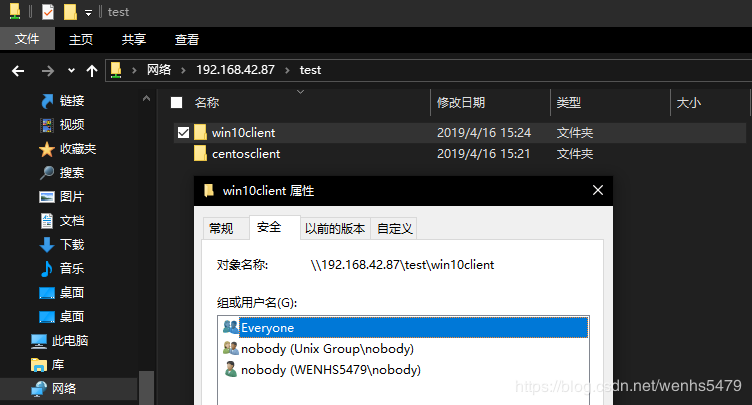 test
文件 主页 共享 查看
网络 192.168.42.87 test
名称 修改日期 类型 大小
链接
视频
收藏夹
搜索
图片
文档
下载
音乐
桌面
桌面
此电脑
库
网络
win10client 2019/4/16 15:24 文件夹
centosclient 2019/4/16 15:21 文件夹
win10client 属性
常规 安全 以前的版本 自定义
对象名称: \\192.168.42.87\test\win10client
组或用户名(G):
Everyone
nobody (Unix Group\nobody)
nobody (WENHS5479\nobody)
https://blog.csdn.net/wenhs5479